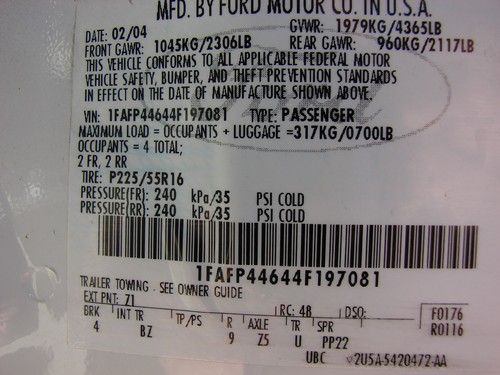 MFD. BY FORD MOTOR CO. IN U.S.A.
DATE: 02/04 GVWR: 1979KG/4365LB
FRONT GAWR: 1045KG/2306LB REAR GAWR: 960KG/2117LB
THIS VEHICLE CONFORMS TO ALL APPLICABLE FEDERAL MOTOR
VEHICLE SAFETY, BUMPER, AND THEFT PREVENTION STANDARDS
IN EFFECT ON THE DATE OF MANUFACTURE SHOWN ABOVE.
VIN: 1FAFP44644F197081 TYPE: PASSENGER
MAXIMUM LOAD = OCCUPANTS + LUGGAGE =317KG/0700LB
OCCUPANTS = 4 TOTAL;
2 FR, 2 RR
TIRE: P225/55R16
PRESSURE(FR): 240 kPa/35 PSI COLD
PRESSURE(RR): 240 kPa/35 PSI COLD
1FAFP44644F197081
TRAILER TOWING - SEE OWNER GUIDE
EXT PNT: 71 RC: 48 DSO: F0176
BRK INT TR TP/PS R AXLE TR SPR R0116
4 BZ 9 Z5 U PP22
UBC V2U5A-5420472-AA